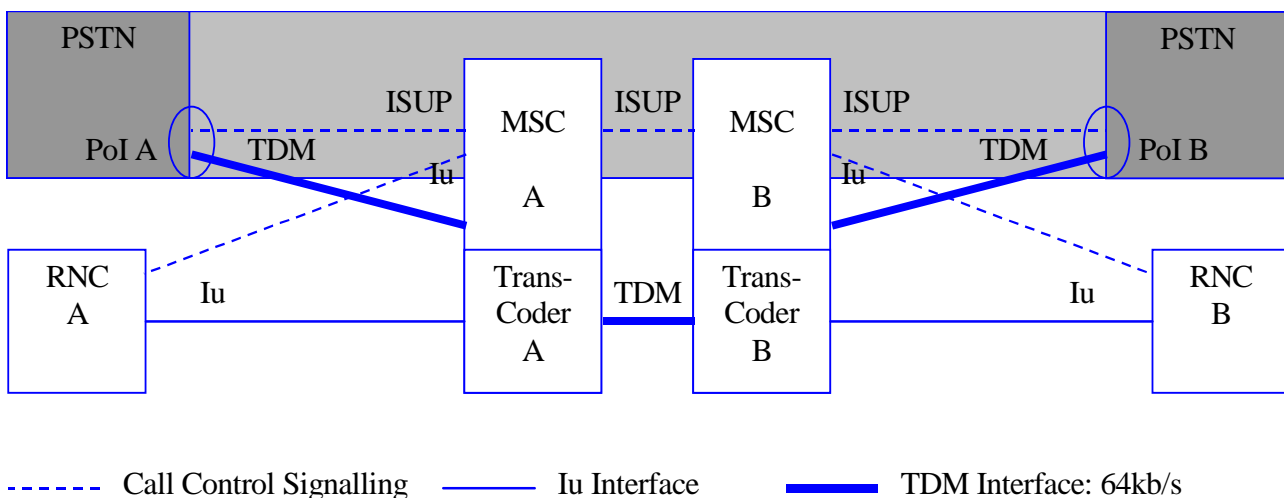 PSTN
PSTN
ISUP
ISUP
ISUP
MSC
A
MSC
B
PoI A
TDM
TDM
PoI B
Iu
Iu
RNC
A
Iu
Trans-
Coder
A
TDM
Trans-
Coder
B
Iu
RNC
B
Call Control Signalling
Iu Interface
TDM Interface: 64kb/s